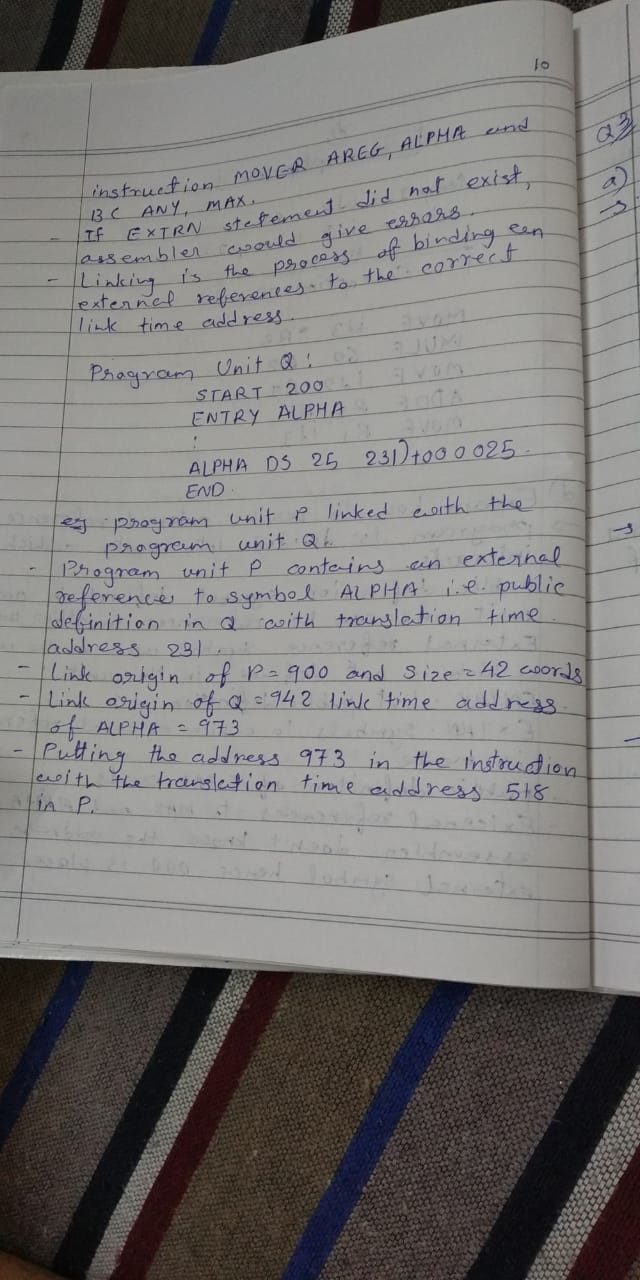 10
instruction MOVER AREG, ALPHA and
BC ANY, MAX.
- If EXTRN statement did not exist,
assembler would give errors.
- Linking is the process of binding een
external references to the correct
link time address.
Program Unit Q:
START 200
ENTRY ALPHA
:
ALPHA DS 25 231)+00 0 025.
END
eg program unit P linked with the
program unit Q.
- Program unit P contains an external
reference to symbol ALPHA i.e. public
definition in Q with translation time
address 231.
- Link origin of P = 900 and Size = 42 words
- Link origin of Q = 942 link time address
of ALPHA = 973
- Putting the address 973 in the instruction
with the translation time address 518
in P.
Q3
a)